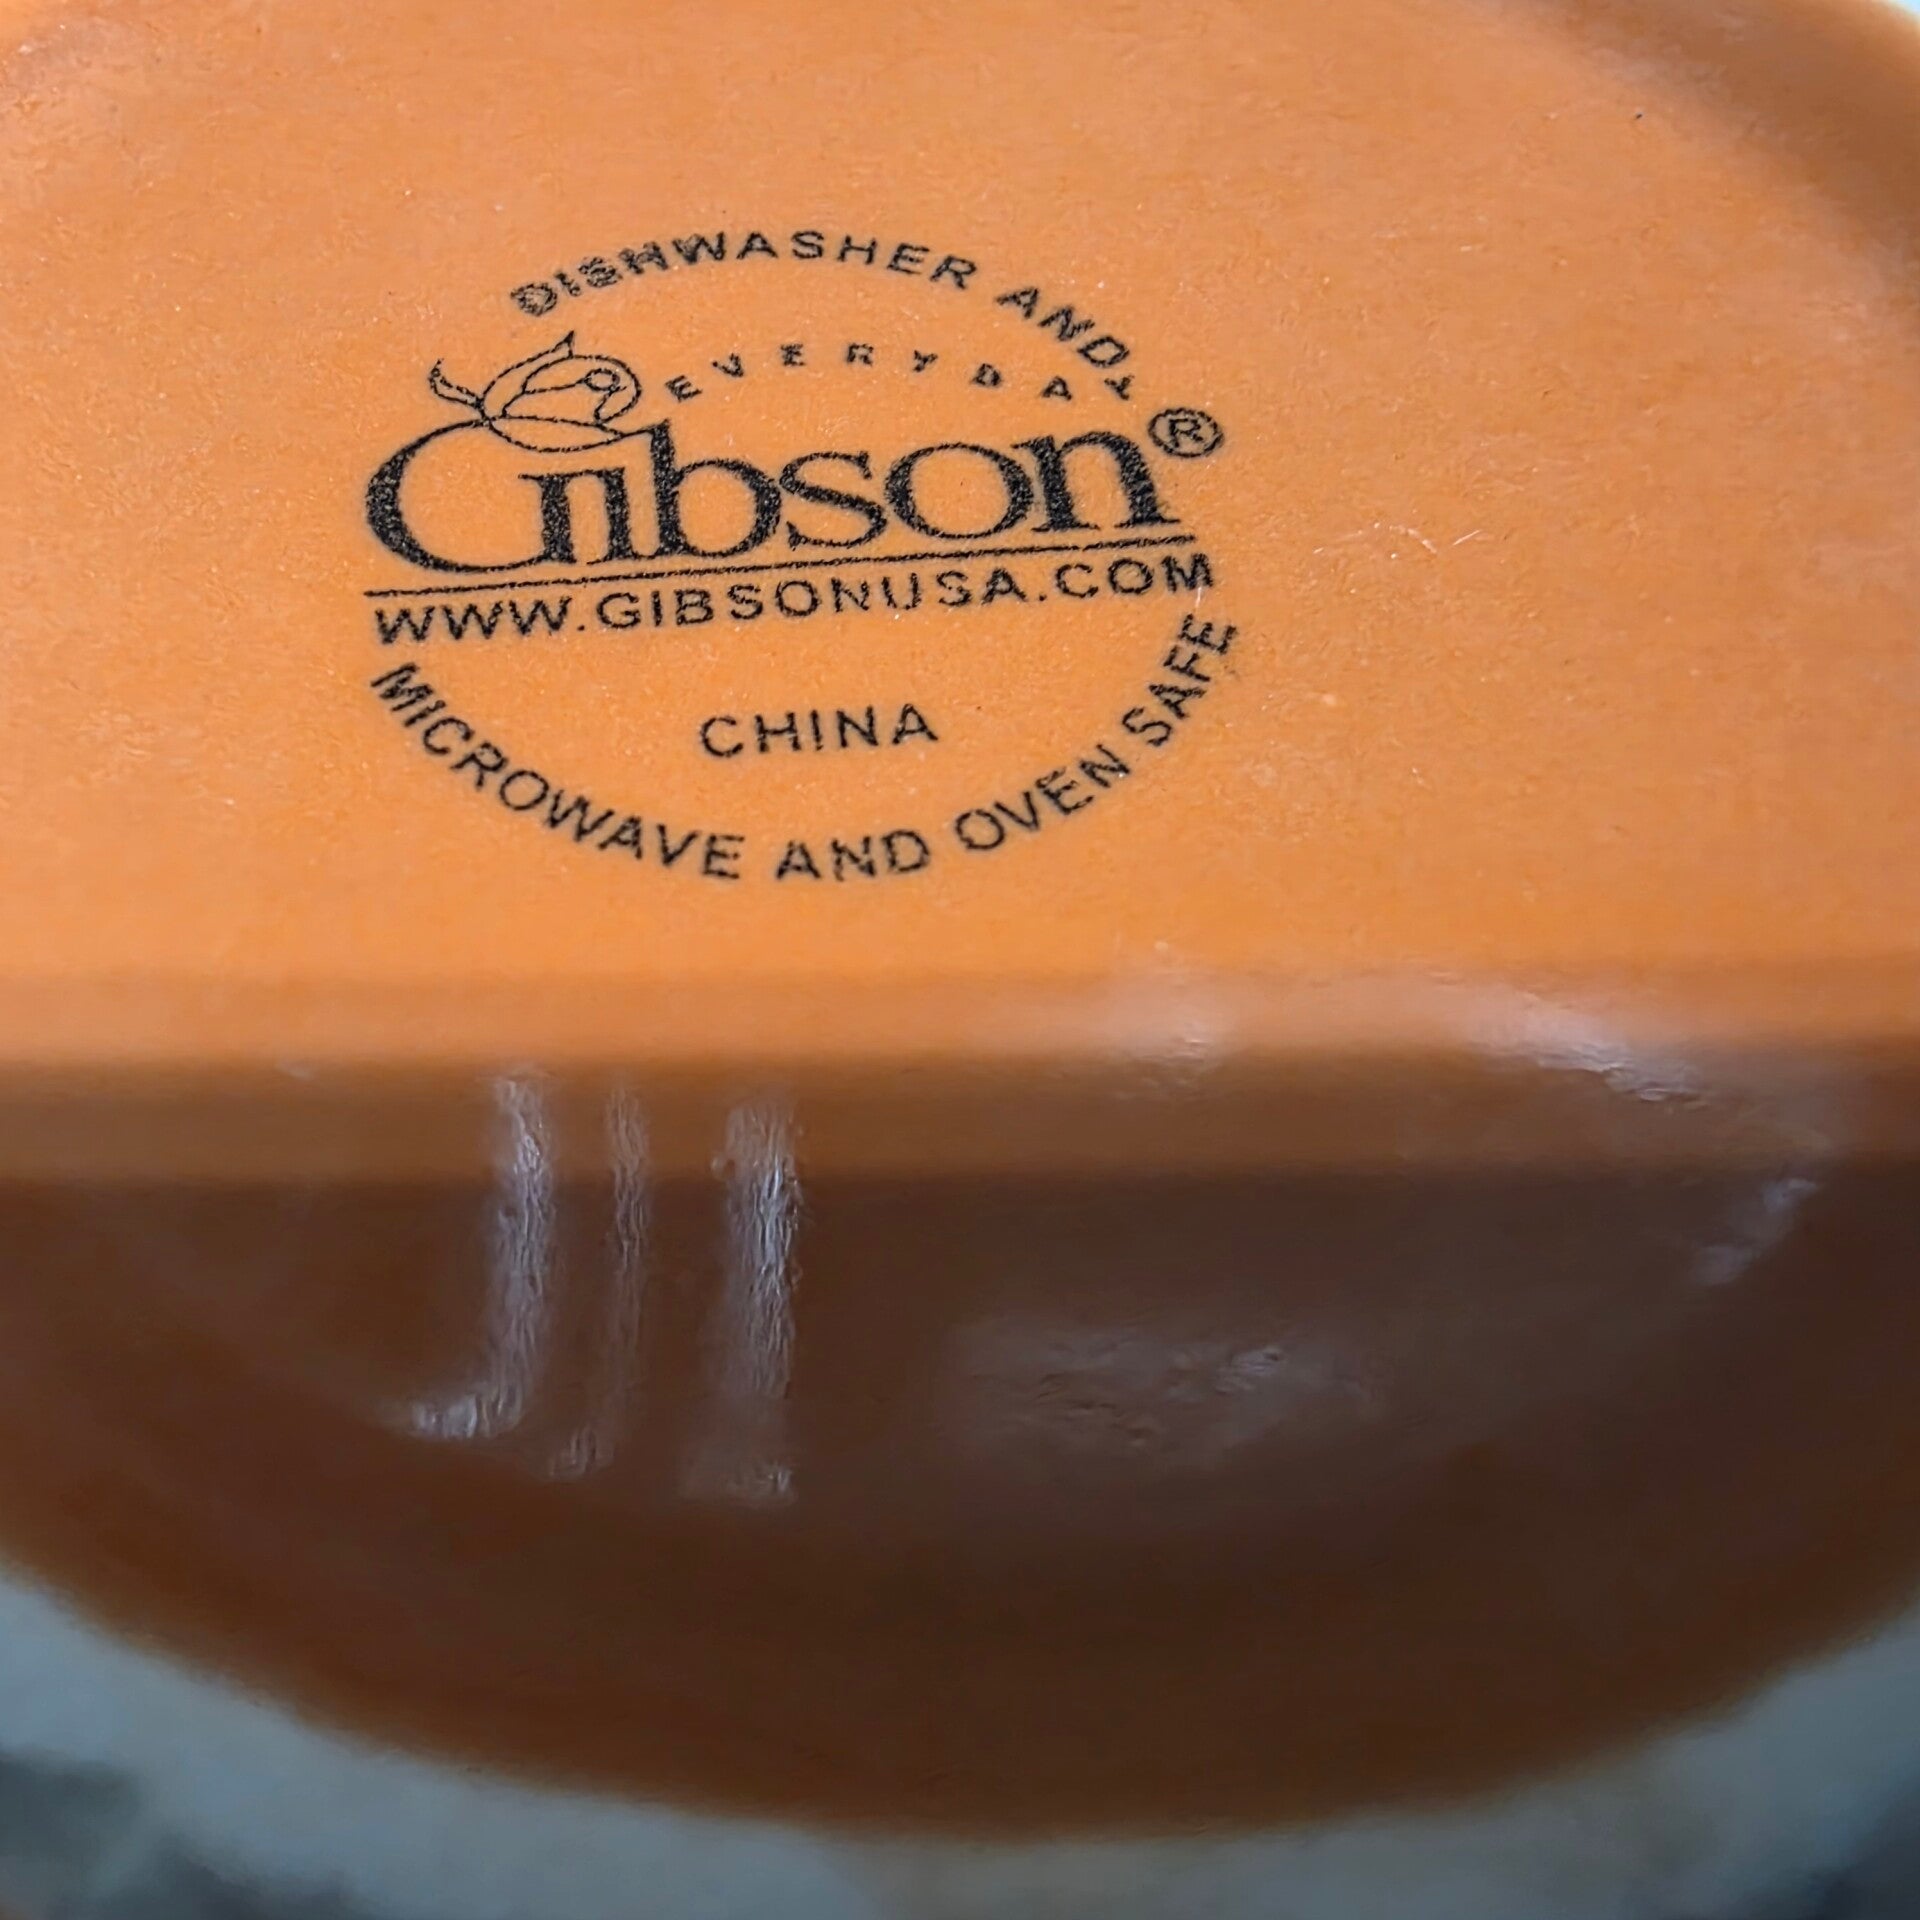 DISHWASHER AND
EVERYDAY
Gibson®
WWW.GIBSONUSA.COM
CHINA
MICROWAVE AND OVEN SAFE